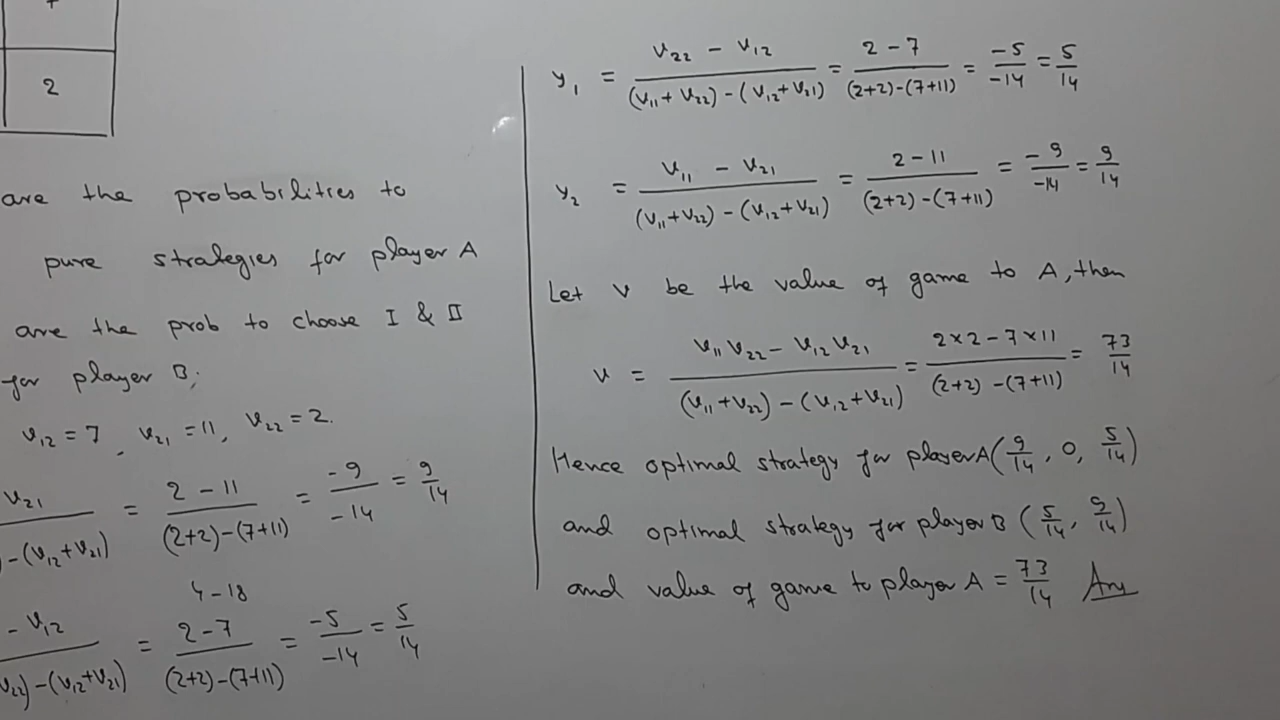 2
are the probabilities to
pure strategies for player A
are the prob to choose I & II
for player B;
v₁₂ = 7, v₂₁ = 11, v₂₂ = 2.
v₂₁ / ) - (v₁₂ + v₂₁) = (2 - 11) / ((2+2) - (7+11)) = -9 / -14 = 9/14
4 - 18
- v₁₂ / v₂₂) - (v₁₂ + v₂₁) = (2 - 7) / ((2+2) - (7+11)) = -5 / -14 = 5/14
y₁ = (v₂₂ - v₁₂) / ((v₁₁ + v₂₂) - (v₁₂ + v₂₁)) = (2 - 7) / ((2+2) - (7+11)) = -5 / -14 = 5/14
y₂ = (v₁₁ - v₂₁) / ((v₁₁ + v₂₂) - (v₁₂ + v₂₁)) = (2 - 11) / ((2+2) - (7+11)) = -9 / -14 = 9/14
Let v be the value of game to A, then
v = (v₁₁ v₂₂ - v₁₂ v₂₁) / ((v₁₁ + v₂₂) - (v₁₂ + v₂₁)) = (2×2 - 7×11) / ((2+2) - (7+11)) = 73/14
Hence optimal strategy for player A (9/14, 0, 5/14)
and optimal strategy for player B (5/14, 9/14)
and value of game to player A = 73/14 Ans